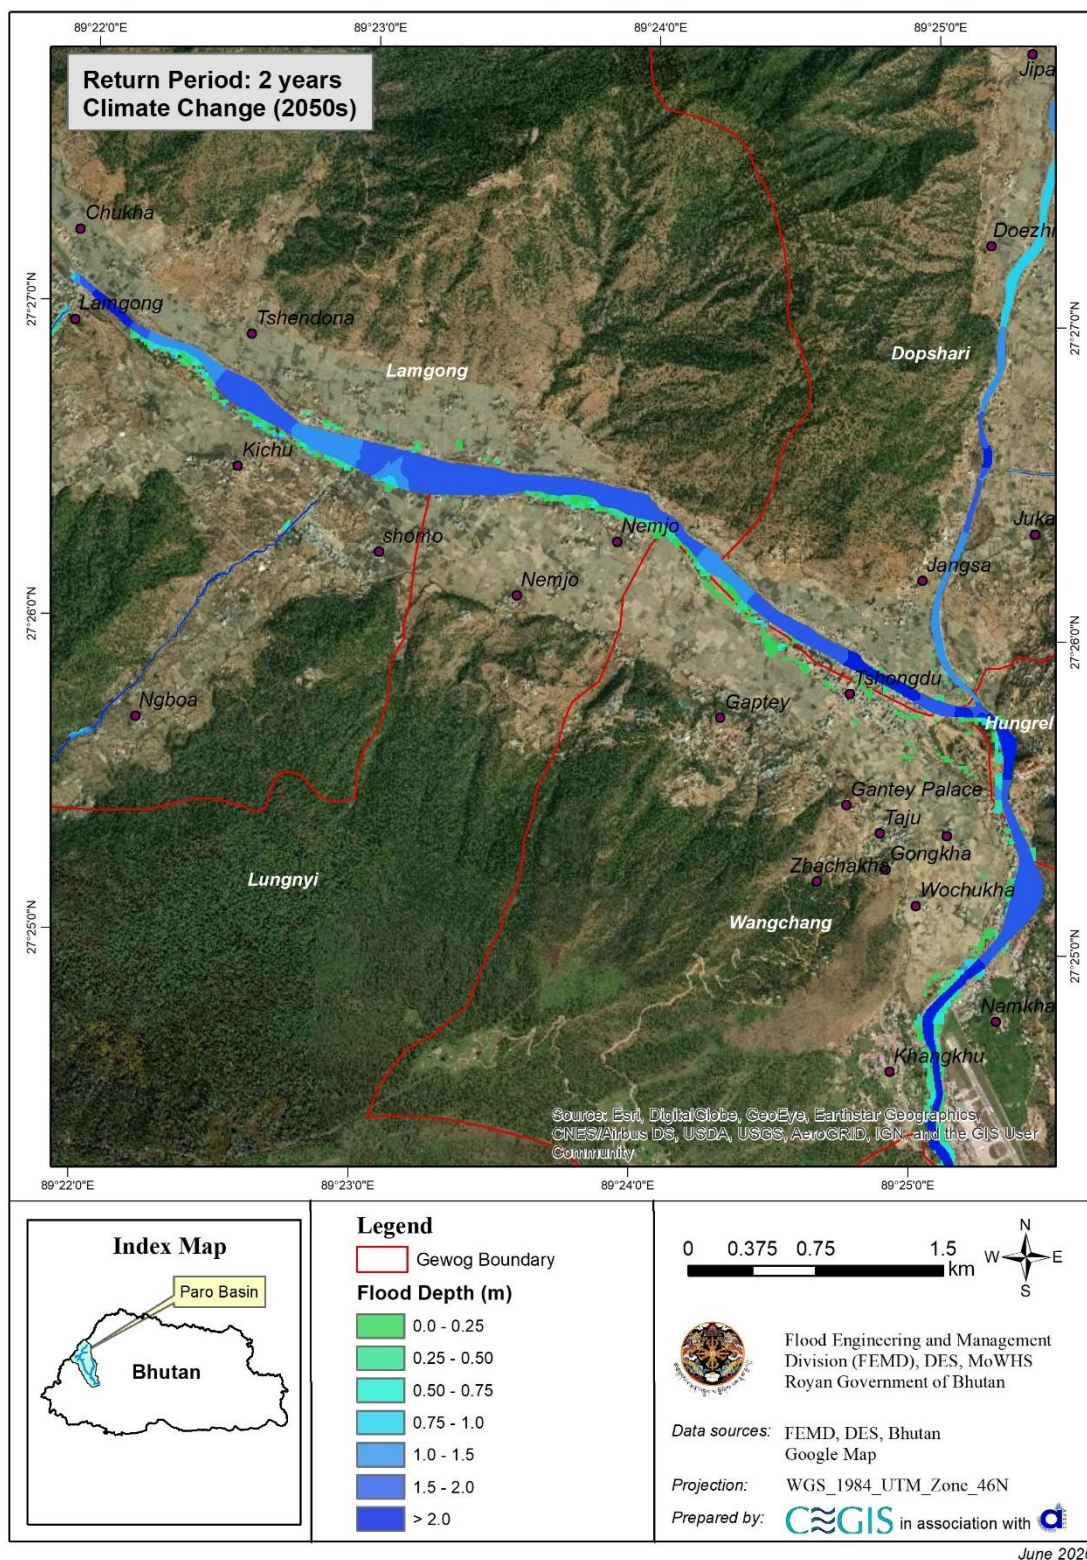 89°22'0"E
89°23'0"E
89°24'0"E
89°25'0"E
Return Period: 2 years
Climate Change (2050s)
Jipa
Chukha
Doezhi
27°27'0"N
27°27'0"N
Lamgong
Tshendona
Dopshari
Lamgong
Kichu
shomo
Nemjo
Juka
Nemjo
Jangsa
27°26'0"N
27°26'0"N
Ngboa
Gaptey
Tshongdu
Hungrel
Gantey Palace
Taju
Gongkha
Zhachakha
Lungnyi
Wochukha
Wangchang
27°25'0"N
27°25'0"N
Namkha
Khangkhu
Source: Esri, DigitalGlobe, GeoEye, Earthstar Geographics,
CNES/Airbus DS, USDA, USGS, AeroGRID, IGN, and the GIS User
Community
89°22'0"E
89°23'0"E
89°24'0"E
89°25'0"E
Index Map
Paro Basin
Bhutan
Legend
Gewog Boundary
Flood Depth (m)
0.0 - 0.25
0.25 - 0.50
0.50 - 0.75
0.75 - 1.0
1.0 - 1.5
1.5 - 2.0
> 2.0
0 0.375 0.75 1.5
km
N
W E
S
Flood Engineering and Management
Division (FEMD), DES, MoWHS
Royan Government of Bhutan
Data sources: FEMD, DES, Bhutan
Google Map
Projection: WGS_1984_UTM_Zone_46N
Prepared by: CEGIS in association with
June 2020